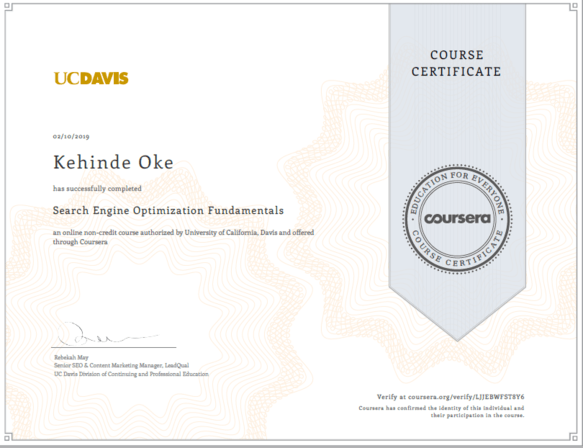 COURSE
CERTIFICATE
UCDAVIS
02/10/2019
Kehinde Oke
has successfully completed
Search Engine Optimization Fundamentals
an online non-credit course authorized by University of California, Davis and offered
through Coursera
EDUCATION FOR EVERYONE
coursera
COURSE CERTIFICATE
Rebekah May
Senior SEO & Content Marketing Manager, LeadQual
UC Davis Division of Continuing and Professional Education
Verify at coursera.org/verify/LJJEBWFST8Y6
Coursera has confirmed the identity of this individual and
their participation in the course.